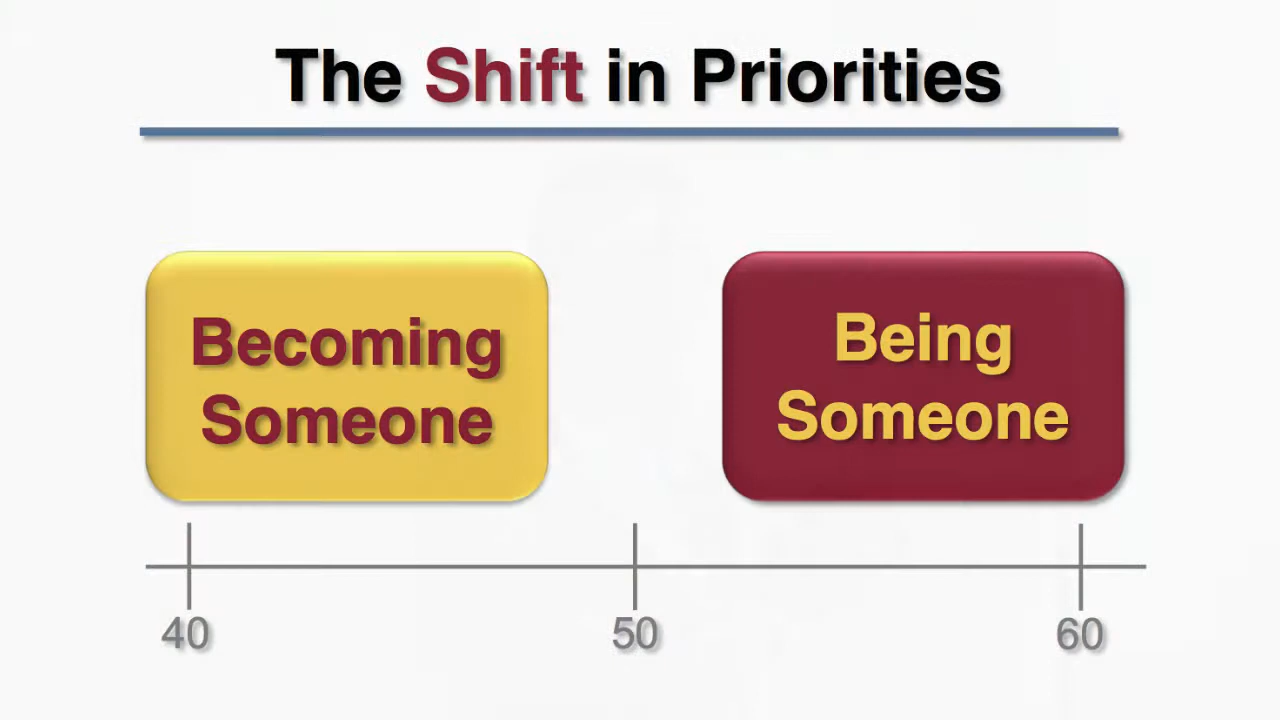 The Shift in Priorities
Becoming
Someone
Being
Someone
40
50
60